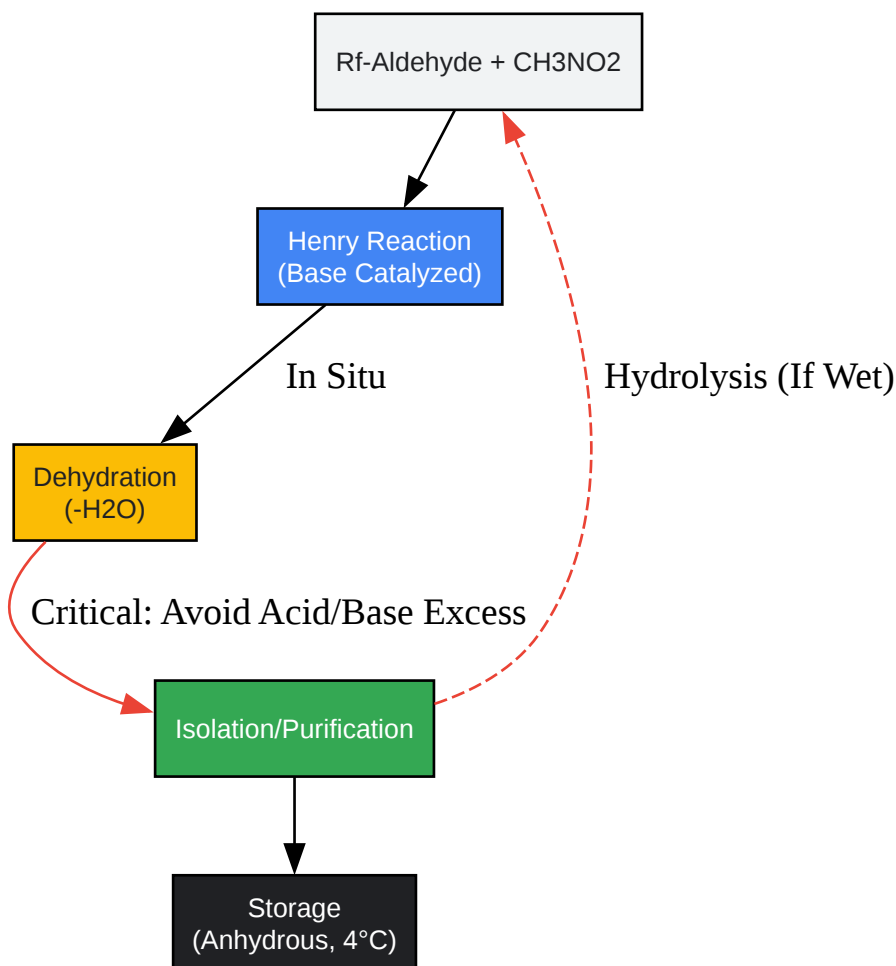 Rf-Aldehyde + CH3NO2
Henry Reaction
(Base Catalyzed)
In Situ
Hydrolysis (If Wet)
Dehydration
(-H2O)
Critical: Avoid Acid/Base Excess
Isolation/Purification
Storage
(Anhydrous, 4°C)